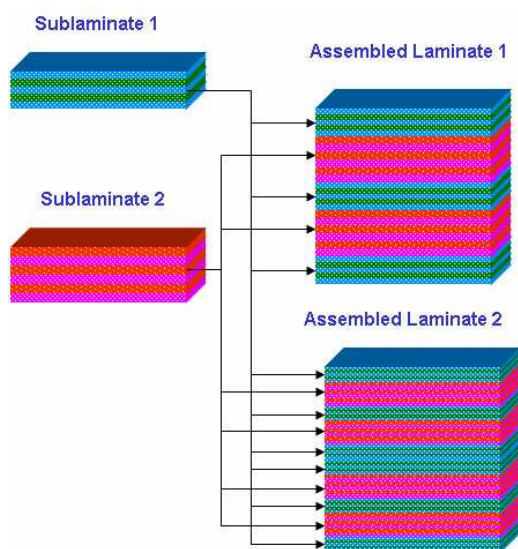 Sublaminate 1
Assembled Laminate 1
Sublaminate 2
Assembled Laminate 2